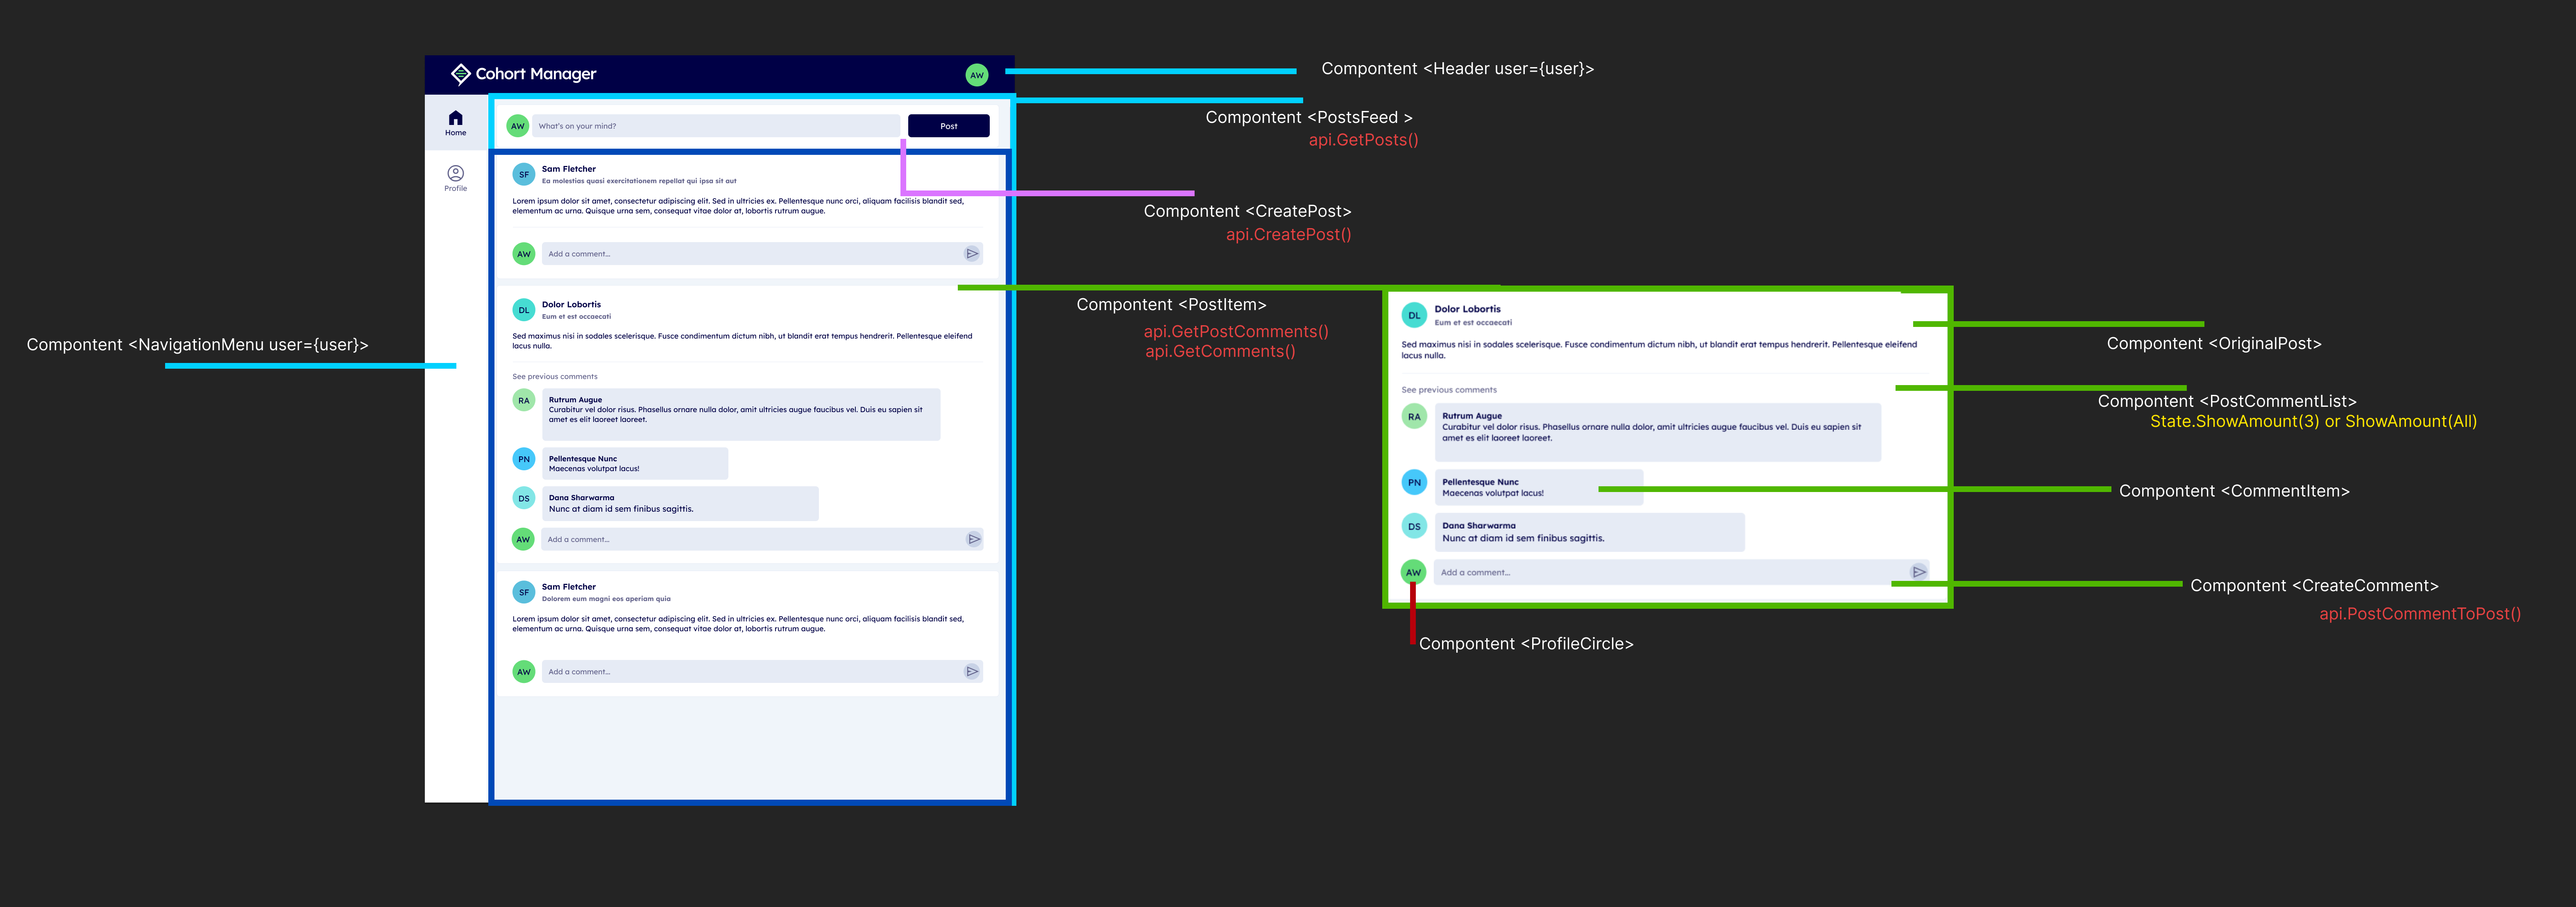 Cohort Manager
AW
Home
Profile
AW
What's on your mind?
Post
SF
Sam Fletcher
Ea molestias quasi exercitationem repellat qui ipsa sit aut
Lorem ipsum dolor sit amet, consectetur adipiscing elit. Sed in ultricies ex. Pellentesque nunc orci, aliquam facilisis blandit sed,
elementum ac urna. Quisque urna sem, consequat vitae dolor at, lobortis rutrum augue.
AW
Add a comment...
DL
Dolor Lobortis
Eum et est occaecati
Sed maximus nisi in sodales scelerisque. Fusce condimentum dictum nibh, ut blandit erat tempus hendrerit. Pellentesque eleifend
lacus nulla.
See previous comments
RA
Rutrum Augue
Curabitur vel dolor risus. Phasellus ornare nulla dolor, amit ultricies augue faucibus vel. Duis eu sapien sit
amet es elit laoreet laoreet.
PN
Pellentesque Nunc
Maecenas volutpat lacus!
DS
Dana Sharwarma
Nunc at diam id sem finibus sagittis.
AW
Add a comment...
SF
Sam Fletcher
Dolorem eum magni eos aperiam quia
Lorem ipsum dolor sit amet, consectetur adipiscing elit. Sed in ultricies ex. Pellentesque nunc orci, aliquam facilisis blandit sed,
elementum ac urna. Quisque urna sem, consequat vitae dolor at, lobortis rutrum augue.
AW
Add a comment...
Compontent <NavigationMenu user={user}>
Compontent <Header user={user}>
Compontent <PostsFeed >
api.GetPosts()
Compontent <CreatePost>
api.CreatePost()
Compontent <PostItem>
api.GetPostComments()
api.GetComments()
DL
Dolor Lobortis
Eum et est occaecati
Sed maximus nisi in sodales scelerisque. Fusce condimentum dictum nibh, ut blandit erat tempus hendrerit. Pellentesque eleifend
lacus nulla.
See previous comments
RA
Rutrum Augue
Curabitur vel dolor risus. Phasellus ornare nulla dolor, amit ultricies augue faucibus vel. Duis eu sapien sit
amet es elit laoreet laoreet.
PN
Pellentesque Nunc
Maecenas volutpat lacus!
DS
Dana Sharwarma
Nunc at diam id sem finibus sagittis.
AW
Add a comment...
Compontent <ProfileCircle>
Compontent <OriginalPost>
Compontent <PostCommentList>
State.ShowAmount(3) or ShowAmount(All)
Compontent <CommentItem>
Compontent <CreateComment>
api.PostCommentToPost()